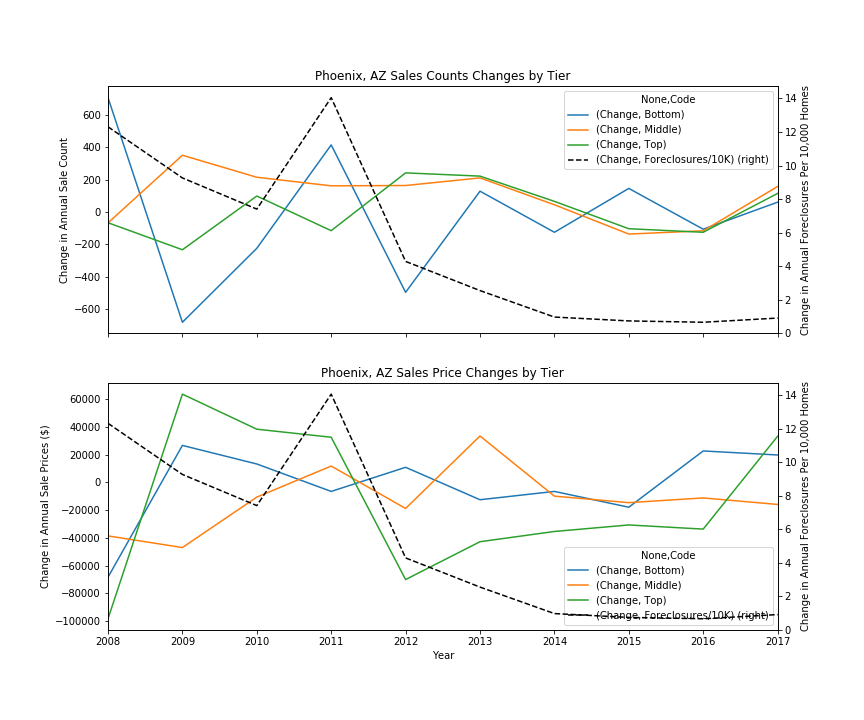 Phoenix, AZ Sales Counts Changes by Tier
Change in Annual Sale Count
600
400
200
0
−200
−400
−600
None,Code
(Change, Bottom)
(Change, Middle)
(Change, Top)
(Change, Foreclosures/10K) (right)
14
12
10
8
6
4
2
0
Change in Annual Foreclosures Per 10,000 Homes
Phoenix, AZ Sales Price Changes by Tier
Change in Annual Sale Prices ($)
60000
40000
20000
0
−20000
−40000
−60000
−80000
−100000
None,Code
(Change, Bottom)
(Change, Middle)
(Change, Top)
(Change, Foreclosures/10K) (right)
14
12
10
8
6
4
2
0
Change in Annual Foreclosures Per 10,000 Homes
2008 2009 2010 2011 2012 2013 2014 2015 2016 2017
Year